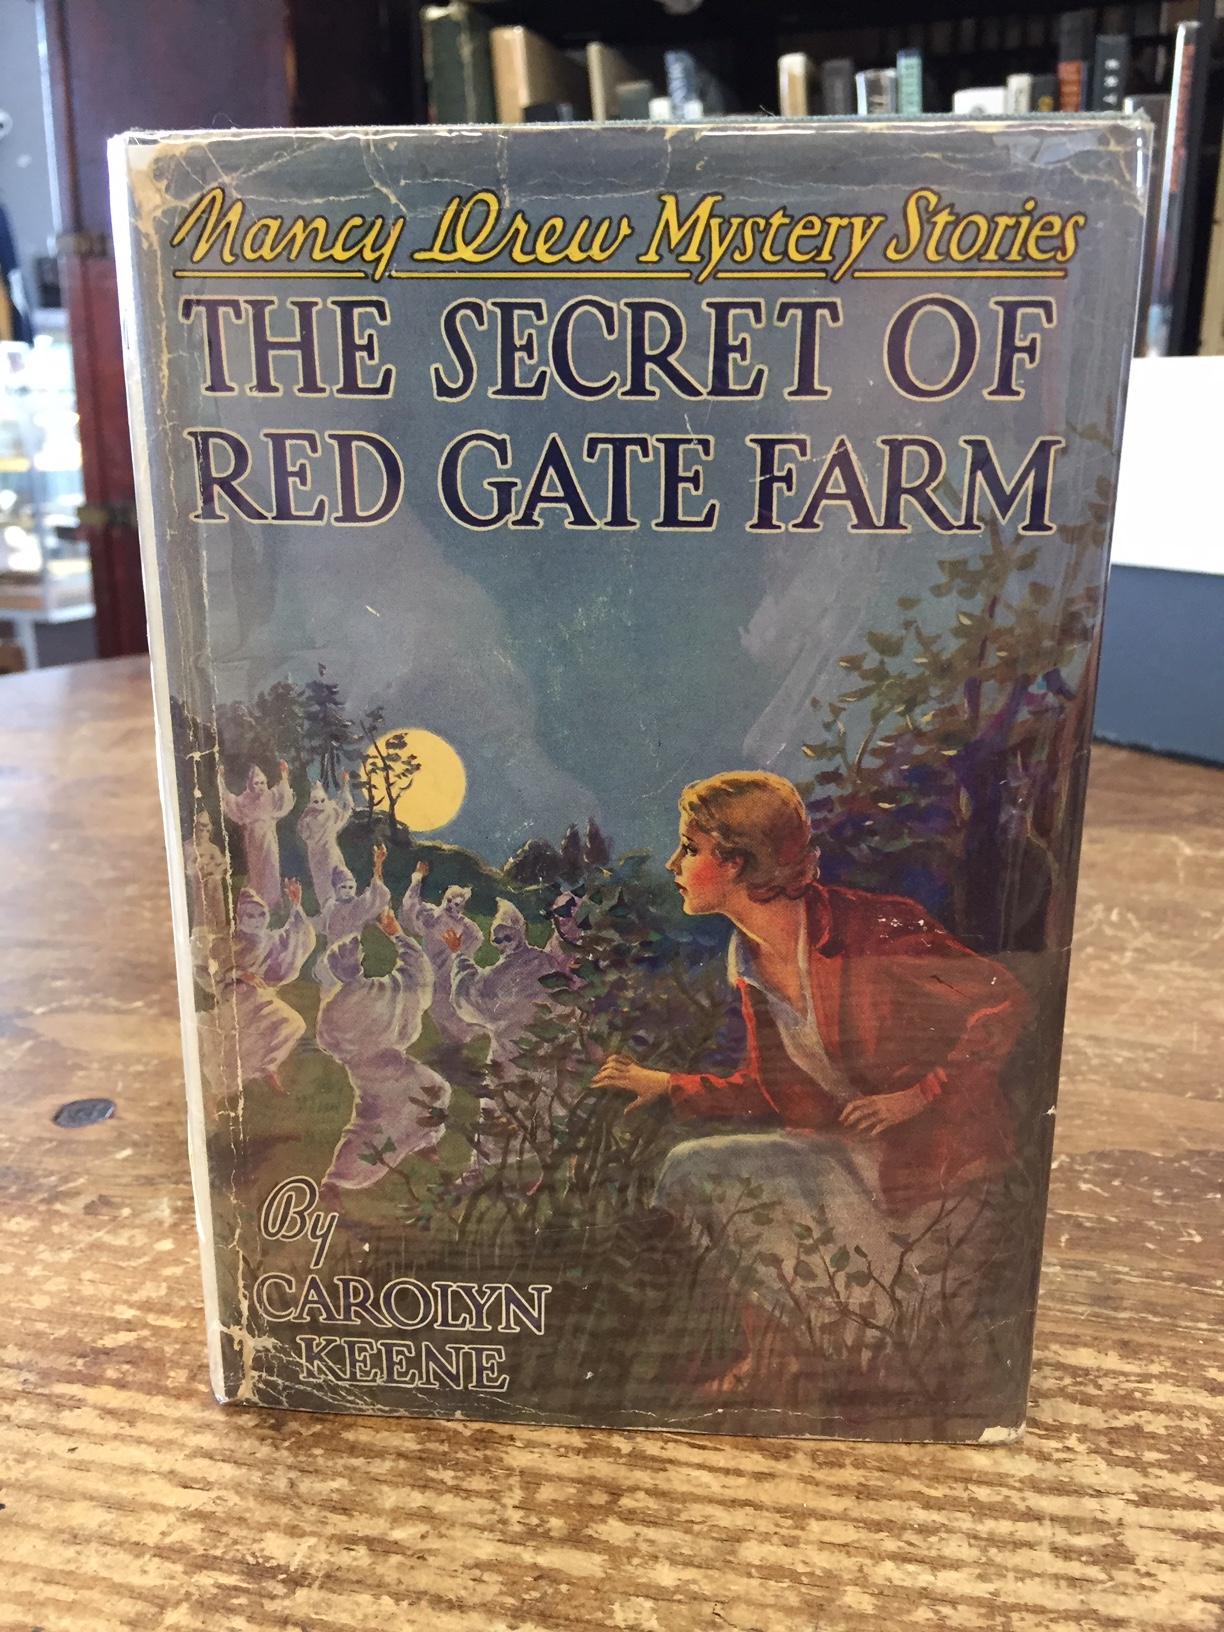 Nancy Drew Mystery Stories
THE SECRET OF
RED GATE FARM
By
CAROLYN
KEENE